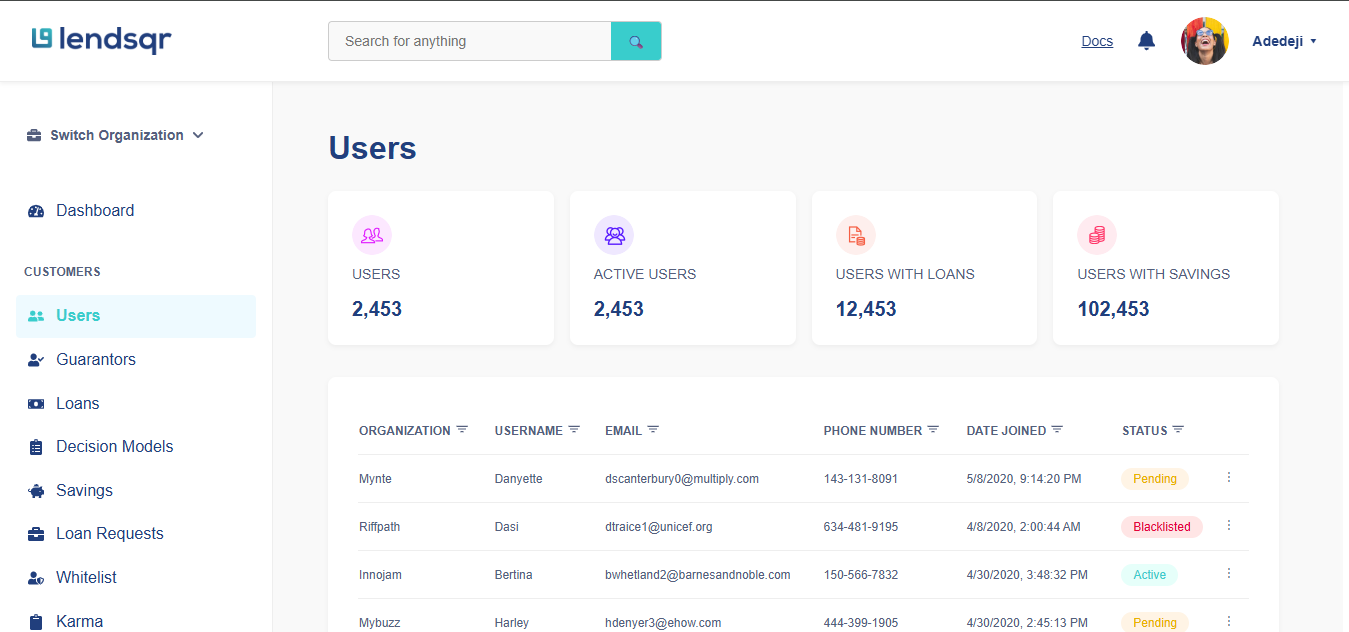 lendsqr
Search for anything
Docs
Adedeji
Switch Organization
Dashboard
CUSTOMERS
Users
Guarantors
Loans
Decision Models
Savings
Loan Requests
Whitelist
Karma
Users
USERS
2,453
ACTIVE USERS
2,453
USERS WITH LOANS
12,453
USERS WITH SAVINGS
102,453
ORGANIZATION USERNAME EMAIL PHONE NUMBER DATE JOINED STATUS
Mynte Danyette dscanterbury0@multiply.com 143-131-8091 5/8/2020, 9:14:20 PM Pending
Riffpath Dasi dtraice1@unicef.org 634-481-9195 4/8/2020, 2:00:44 AM Blacklisted
Innojam Bertina bwhetland2@barnesandnoble.com 150-566-7832 4/30/2020, 3:48:32 PM Active
Mybuzz Harley hdenyer3@ehow.com 444-399-1905 4/30/2020, 2:45:13 PM Pending